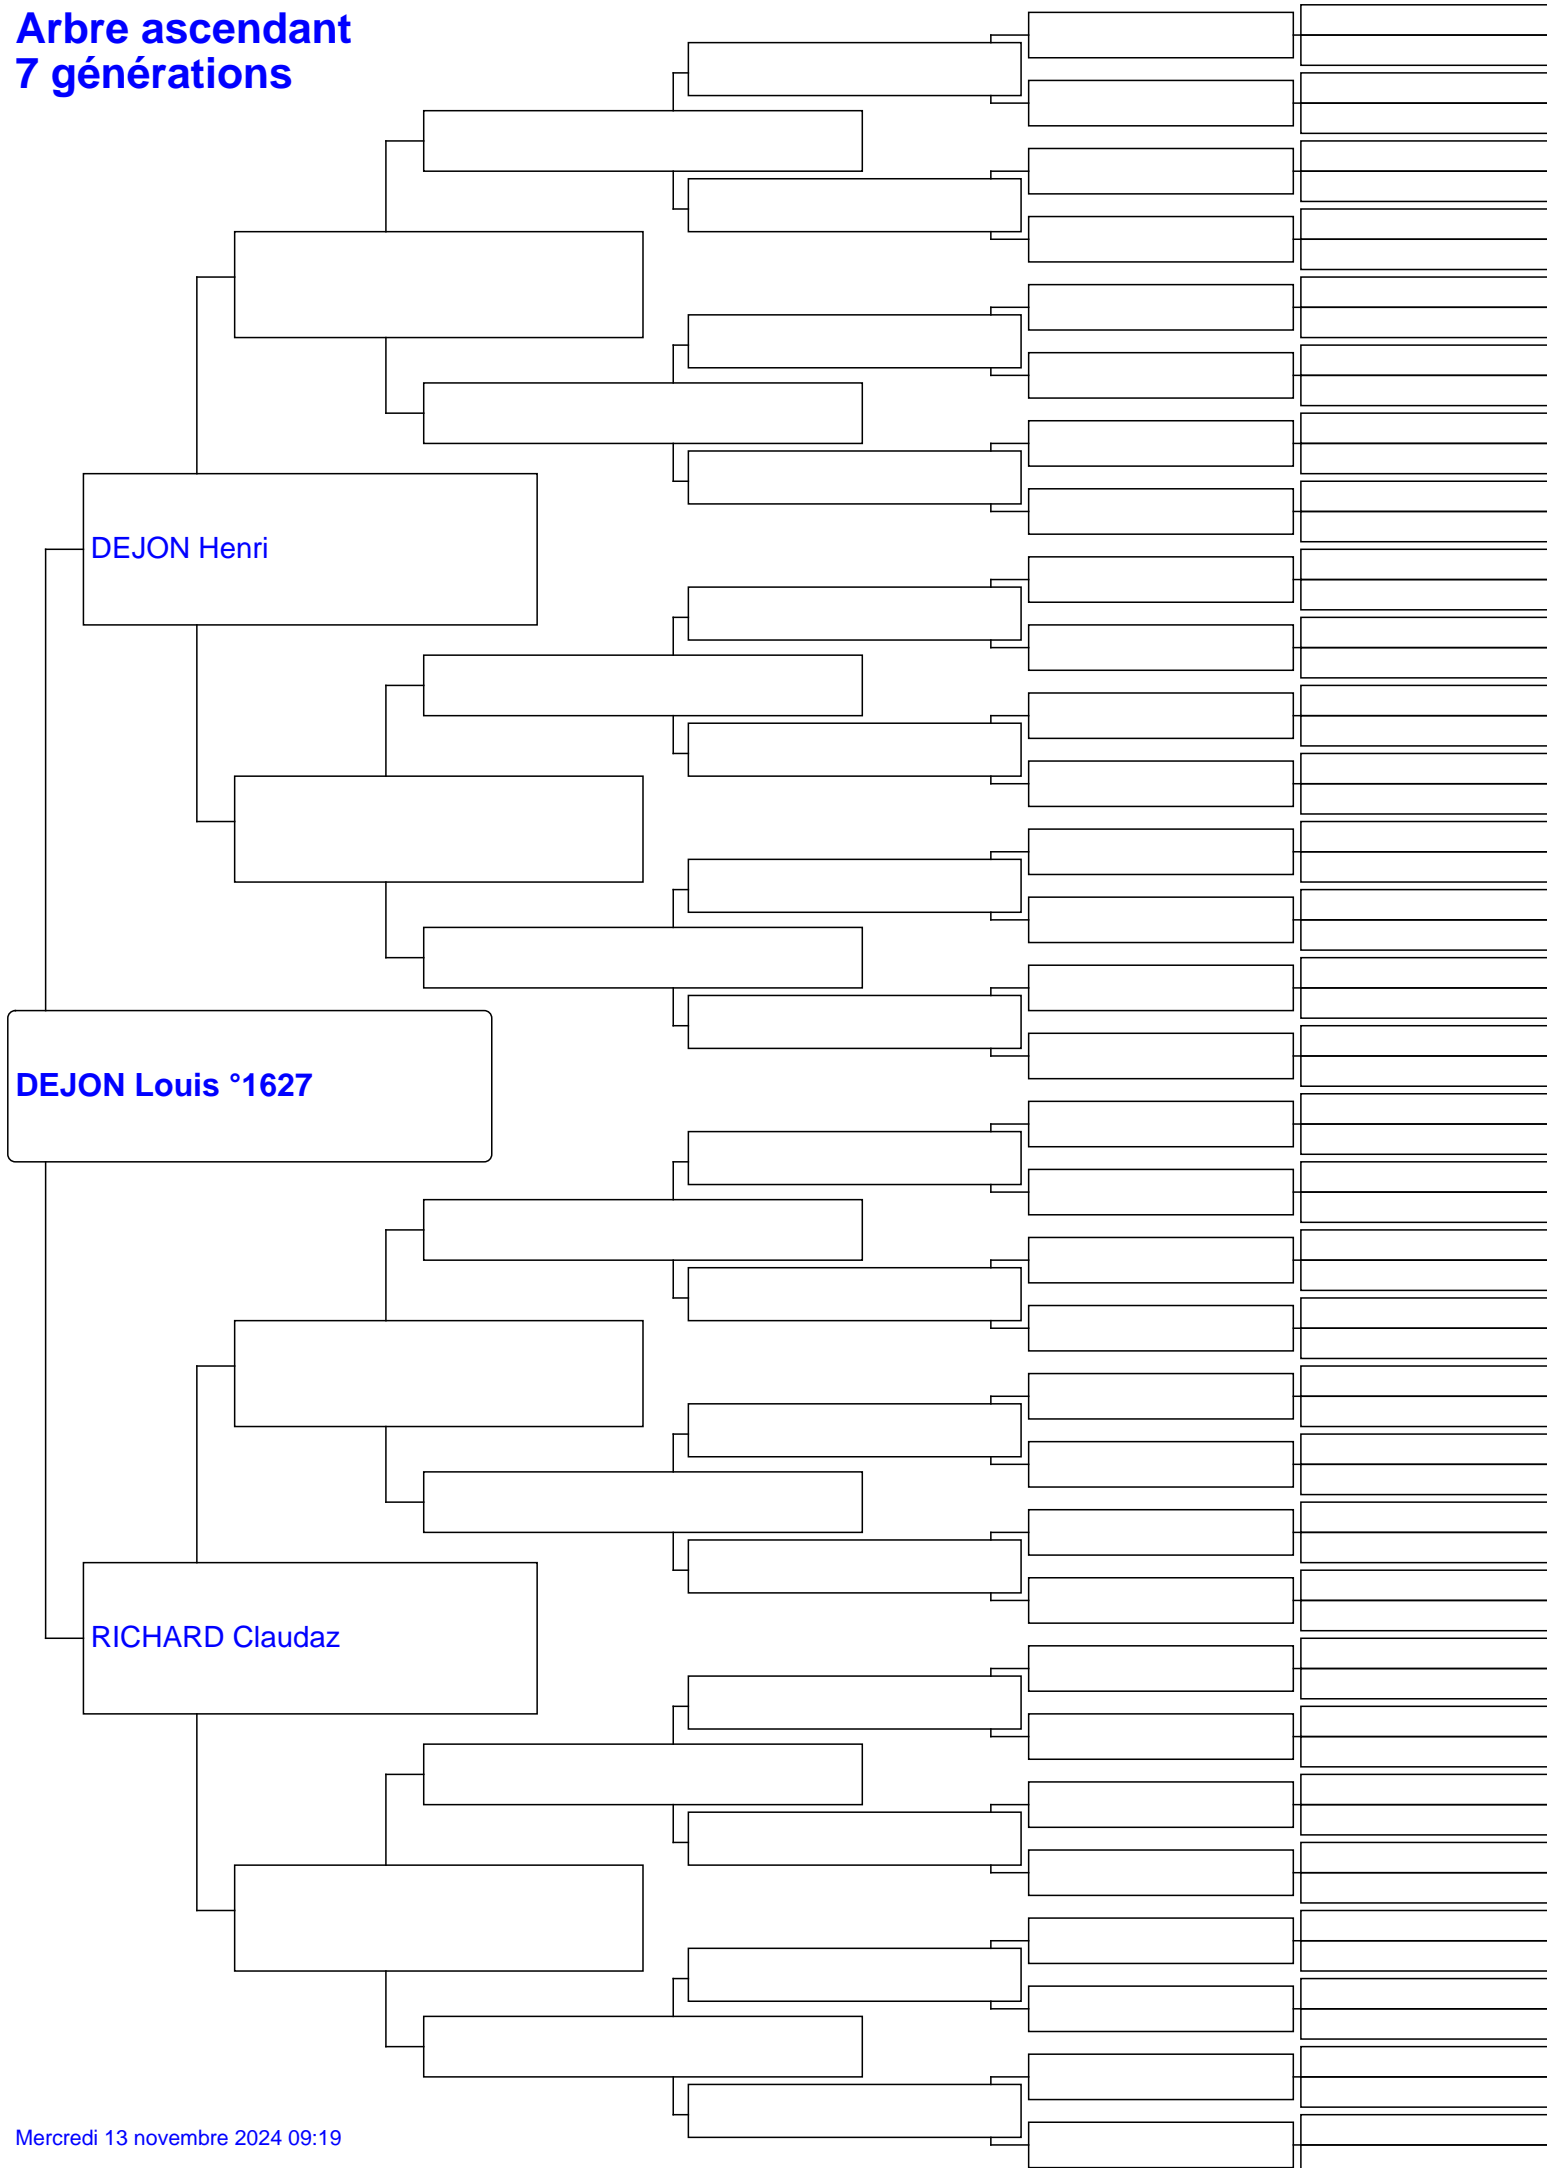 Arbre ascendant
7 générations
DEJON Henri
DEJON Louis °1627
RICHARD Claudaz
Mercredi 13 novembre 2024 09:19